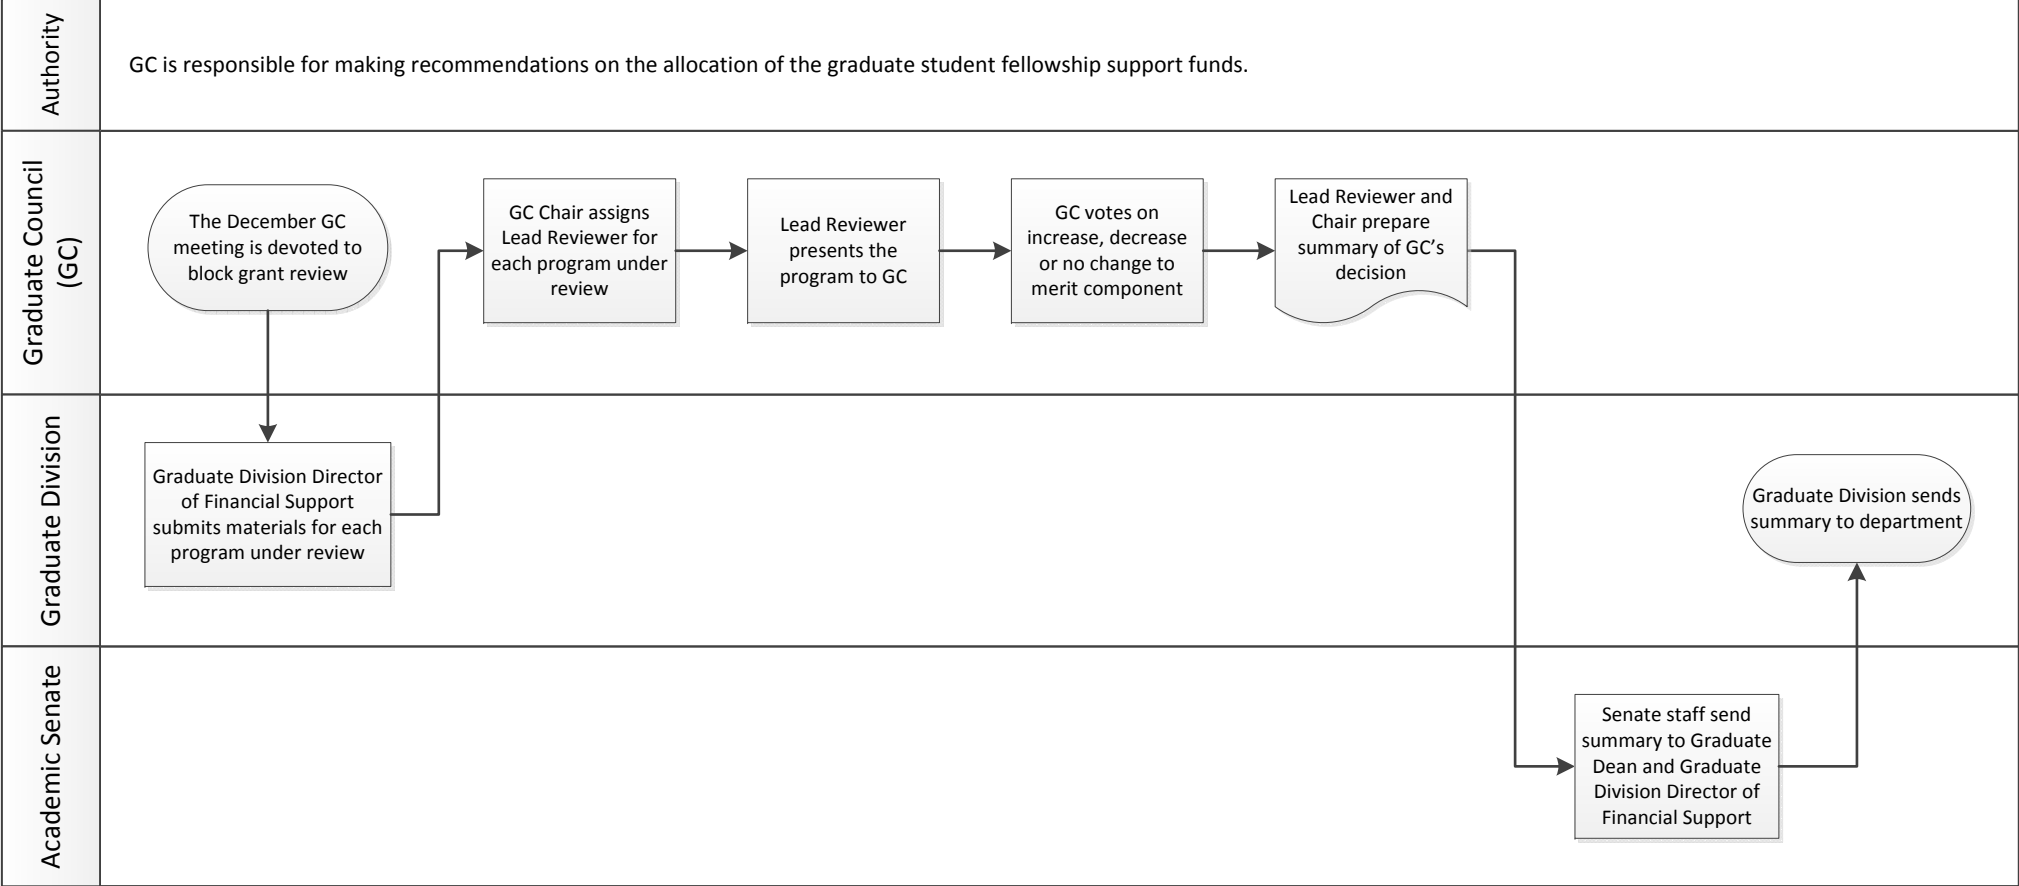 Authority
GC is responsible for making recommendations on the allocation of the graduate student fellowship support funds.
Graduate Council
(GC)
The December GC
meeting is devoted to
block grant review
GC Chair assigns
Lead Reviewer for
each program under
review
Lead Reviewer
presents the
program to GC
GC votes on
increase, decrease
or no change to
merit component
Lead Reviewer and
Chair prepare
summary of GC’s
decision
Graduate Division
Graduate Division Director
of Financial Support
submits materials for each
program under review
Graduate Division sends
summary to department
Academic Senate
Senate staff send
summary to Graduate
Dean and Graduate
Division Director of
Financial Support